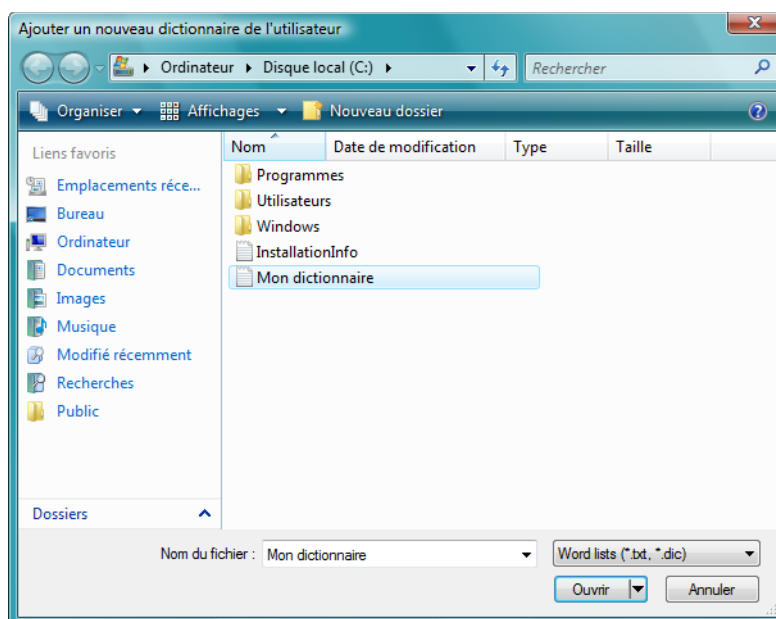 Ajouter un nouveau dictionnaire de l'utilisateur
Ordinateur Disque local (C:) Rechercher
Organiser Affichages Nouveau dossier
Liens favoris
Emplacements réce...
Bureau
Ordinateur
Documents
Images
Musique
Modifié récemment
Recherches
Public
Dossiers
Nom Date de modification Type Taille
Programmes
Utilisateurs
Windows
InstallationInfo
Mon dictionnaire
Nom du fichier : Mon dictionnaire Word lists (*.txt, *.dic)
Ouvrir Annuler